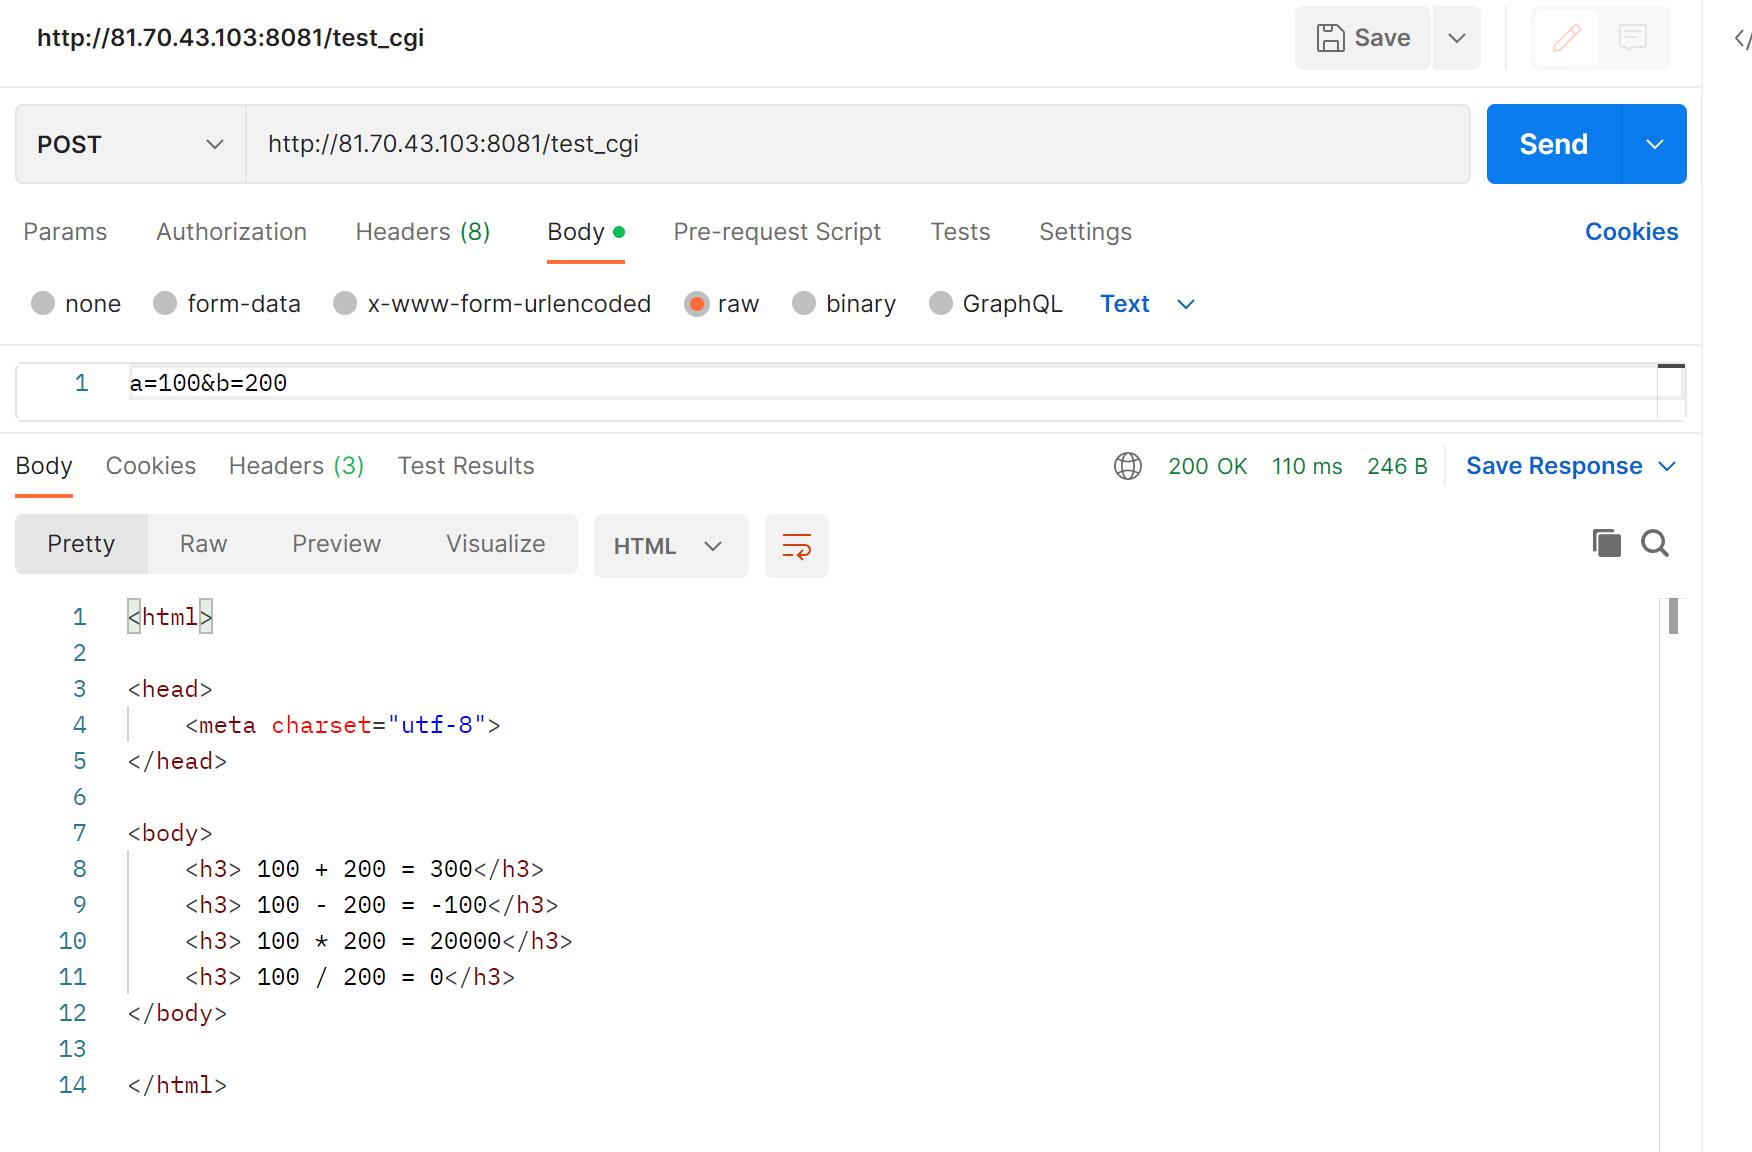 http://81.70.43.103:8081/test_cgi
Save
POST
http://81.70.43.103:8081/test_cgi
Send
Params Authorization Headers (8) Body Pre-request Script Tests Settings Cookies
none form-data x-www-form-urlencoded raw binary GraphQL Text
1 a=100&b=200
Body Cookies Headers (3) Test Results 200 OK 110 ms 246 B Save Response
Pretty Raw Preview Visualize HTML
1 <html>
2
3 <head>
4     <meta charset="utf-8">
5 </head>
6
7 <body>
8     <h3> 100 + 200 = 300</h3>
9     <h3> 100 - 200 = -100</h3>
10     <h3> 100 * 200 = 20000</h3>
11     <h3> 100 / 200 = 0</h3>
12 </body>
13
14 </html>